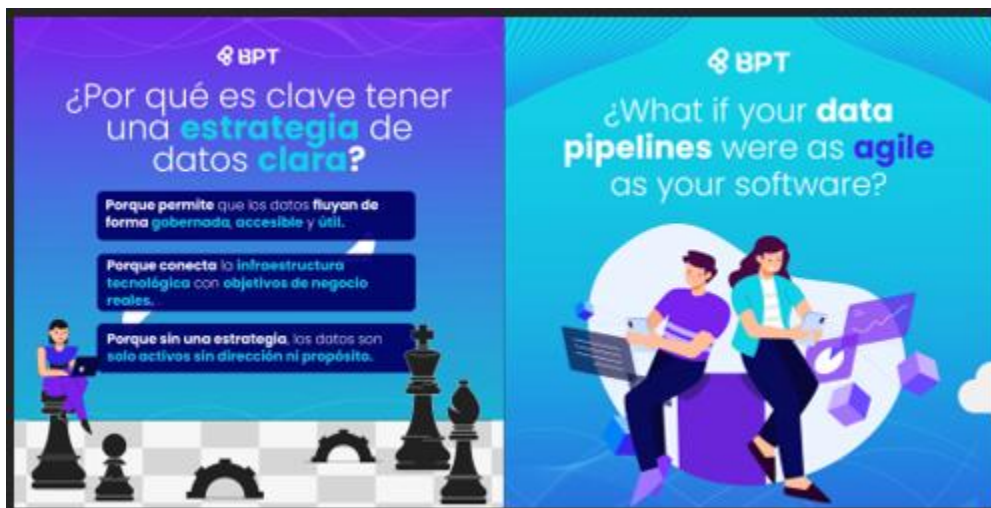 BPT
¿Por qué es clave tener
una estrategia de
datos clara?
Porque permite que los datos fluyan de
forma gobernada, accesible y útil.
Porque conecta la infraestructura
tecnológica con objetivos de negocio
reales.
Porque sin una estrategia, los datos son
solo activos sin dirección ni propósito.
BPT
¿What if your data
pipelines were as agile
as your software?